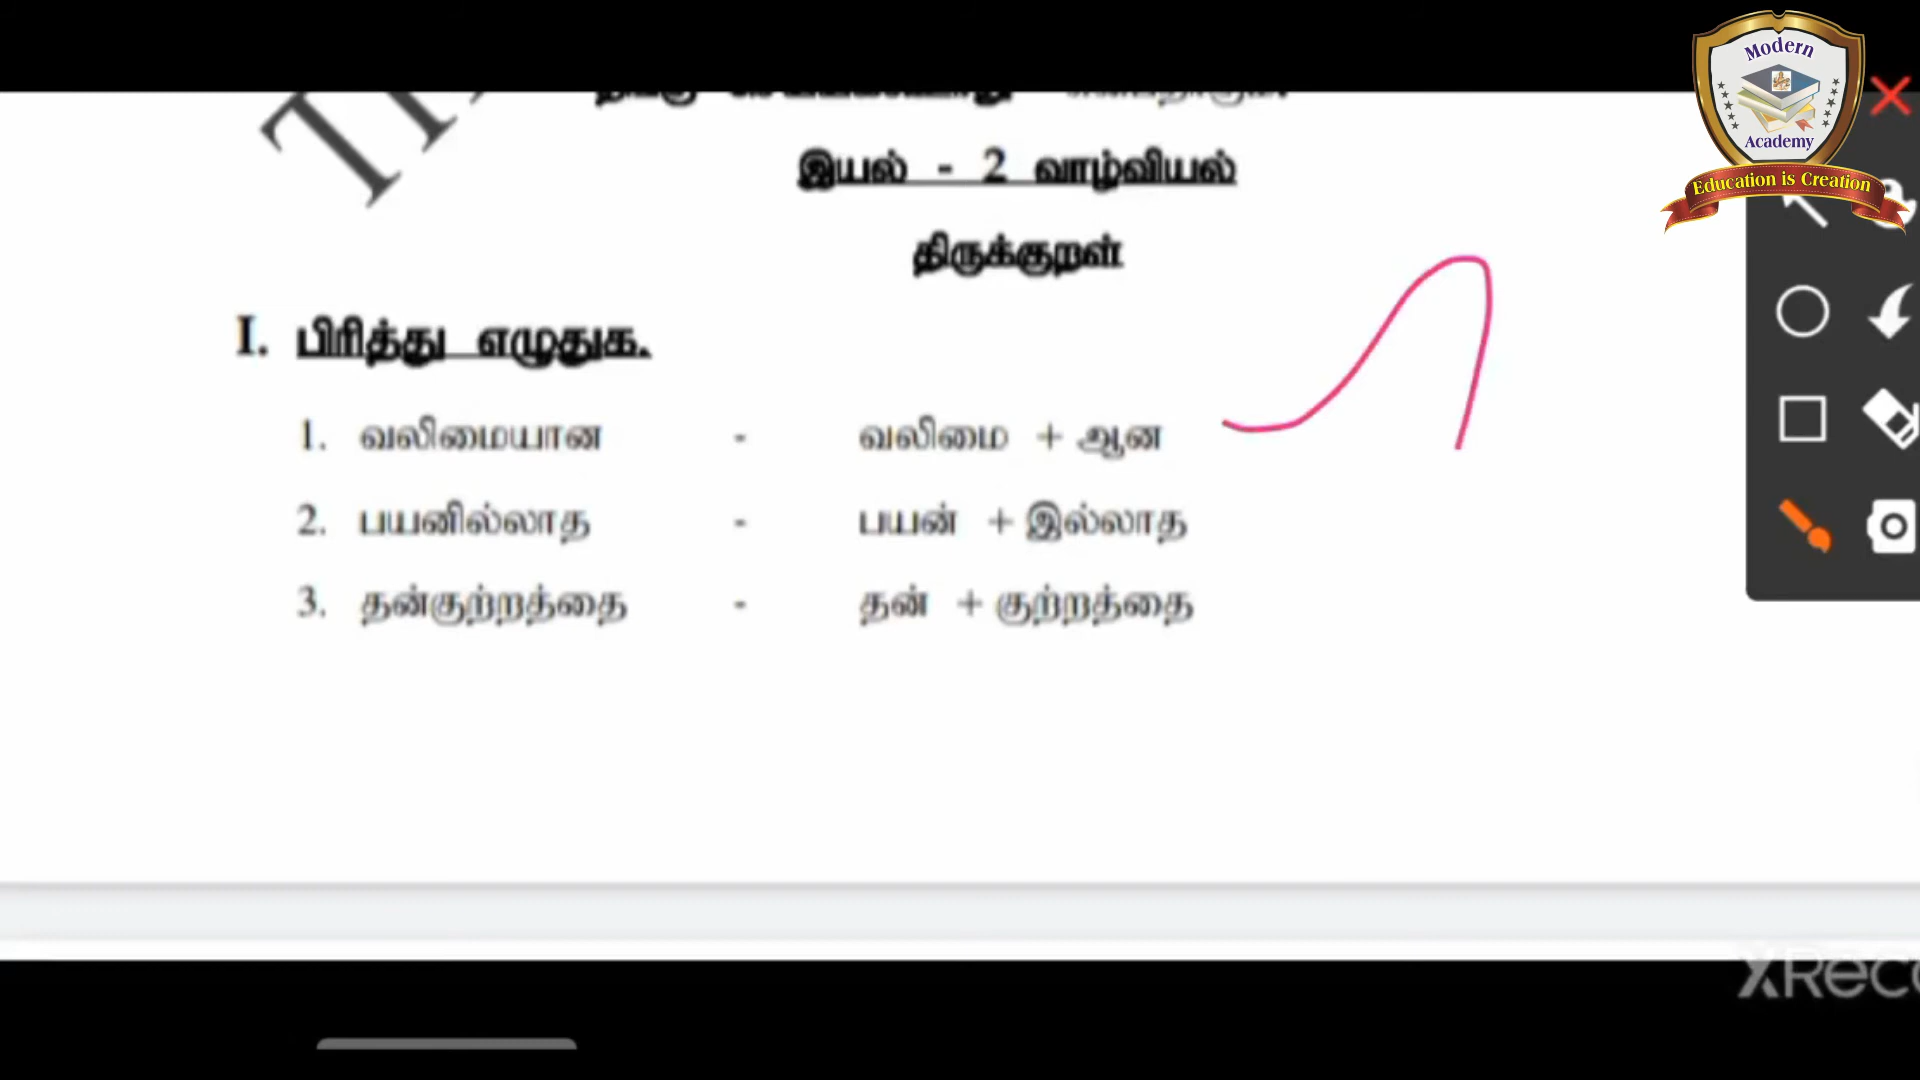 Modern
Academy
Education is Creation
இயல் - 2 வாழ்வியல்
திருக்குறள்
I. பிரித்து எழுதுக.
1. வலிமையான - வலிமை + ஆன
2. பயனில்லாத - பயன் + இல்லாத
3. தன்குற்றத்தை - தன் + குற்றத்தை